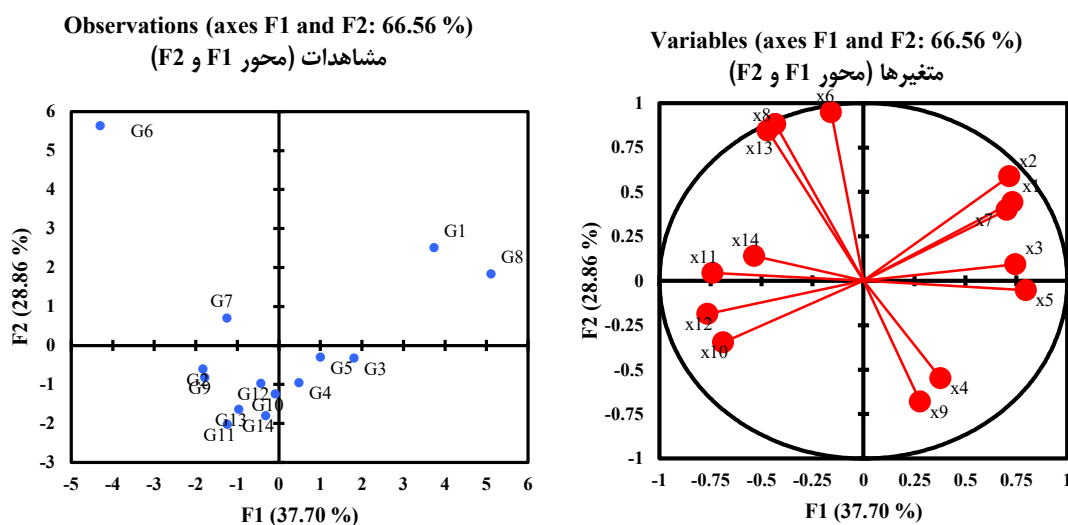 Observations (axes F1 and F2: 66.56 %)
مشاهدات (محور F1 و F2)
F2 (28.86 %)
6
5
4
3
2
1
0
-1
-2
-3
G6
G1
G8
G7
G5
G3
G2
G9
G12
G4
G10
G13
G14
G11
-5 -4 -3 -2 -1 0 1 2 3 4 5 6
F1 (37.70 %)
Variables (axes F1 and F2: 66.56 %)
متغیرها (محور F1 و F2)
F2 (28.86 %)
1
0.75
0.5
0.25
0
-0.25
-0.5
-0.75
-1
x6
x8
x13
x2
x1
x7
x14
x11
x3
x5
x12
x10
x4
x9
-1 -0.75 -0.5 -0.25 0 0.25 0.5 0.75 1
F1 (37.70 %)